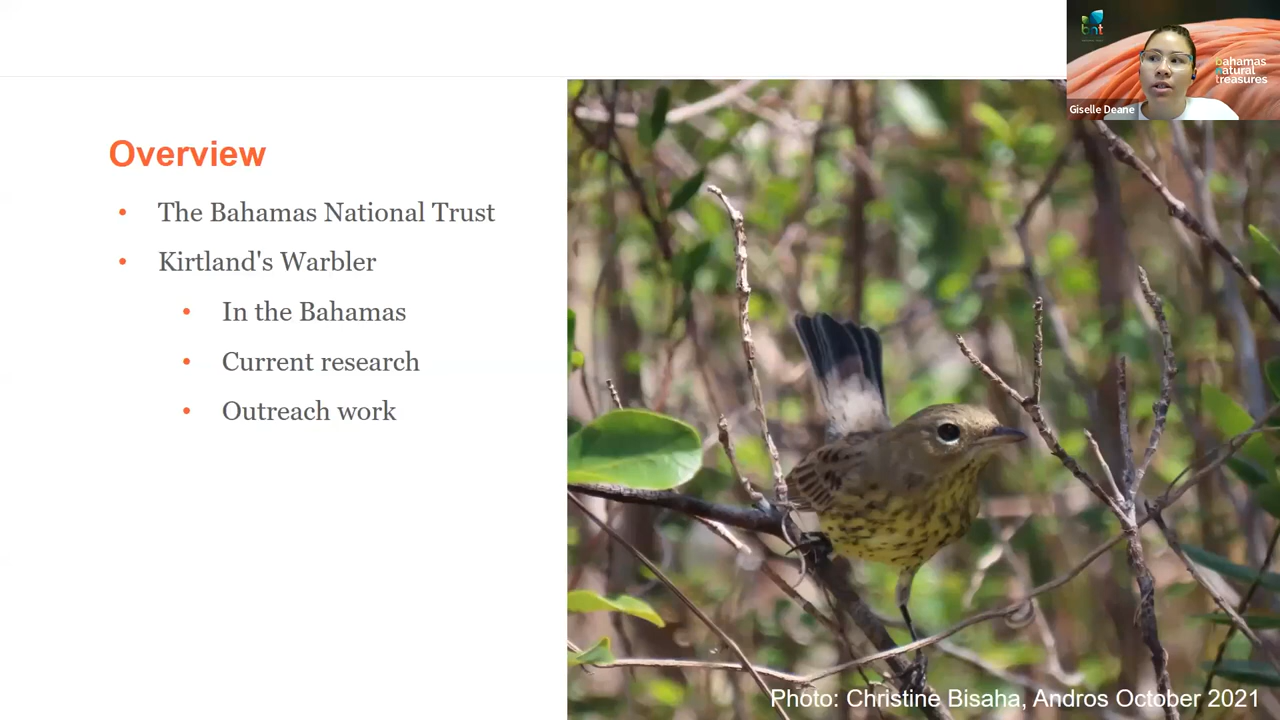 Overview
The Bahamas National Trust
Kirtland's Warbler
In the Bahamas
Current research
Outreach work
bnt
bahamas
natural
treasures
Giselle Deane
Photo: Christine Bisaha, Andros October 2021